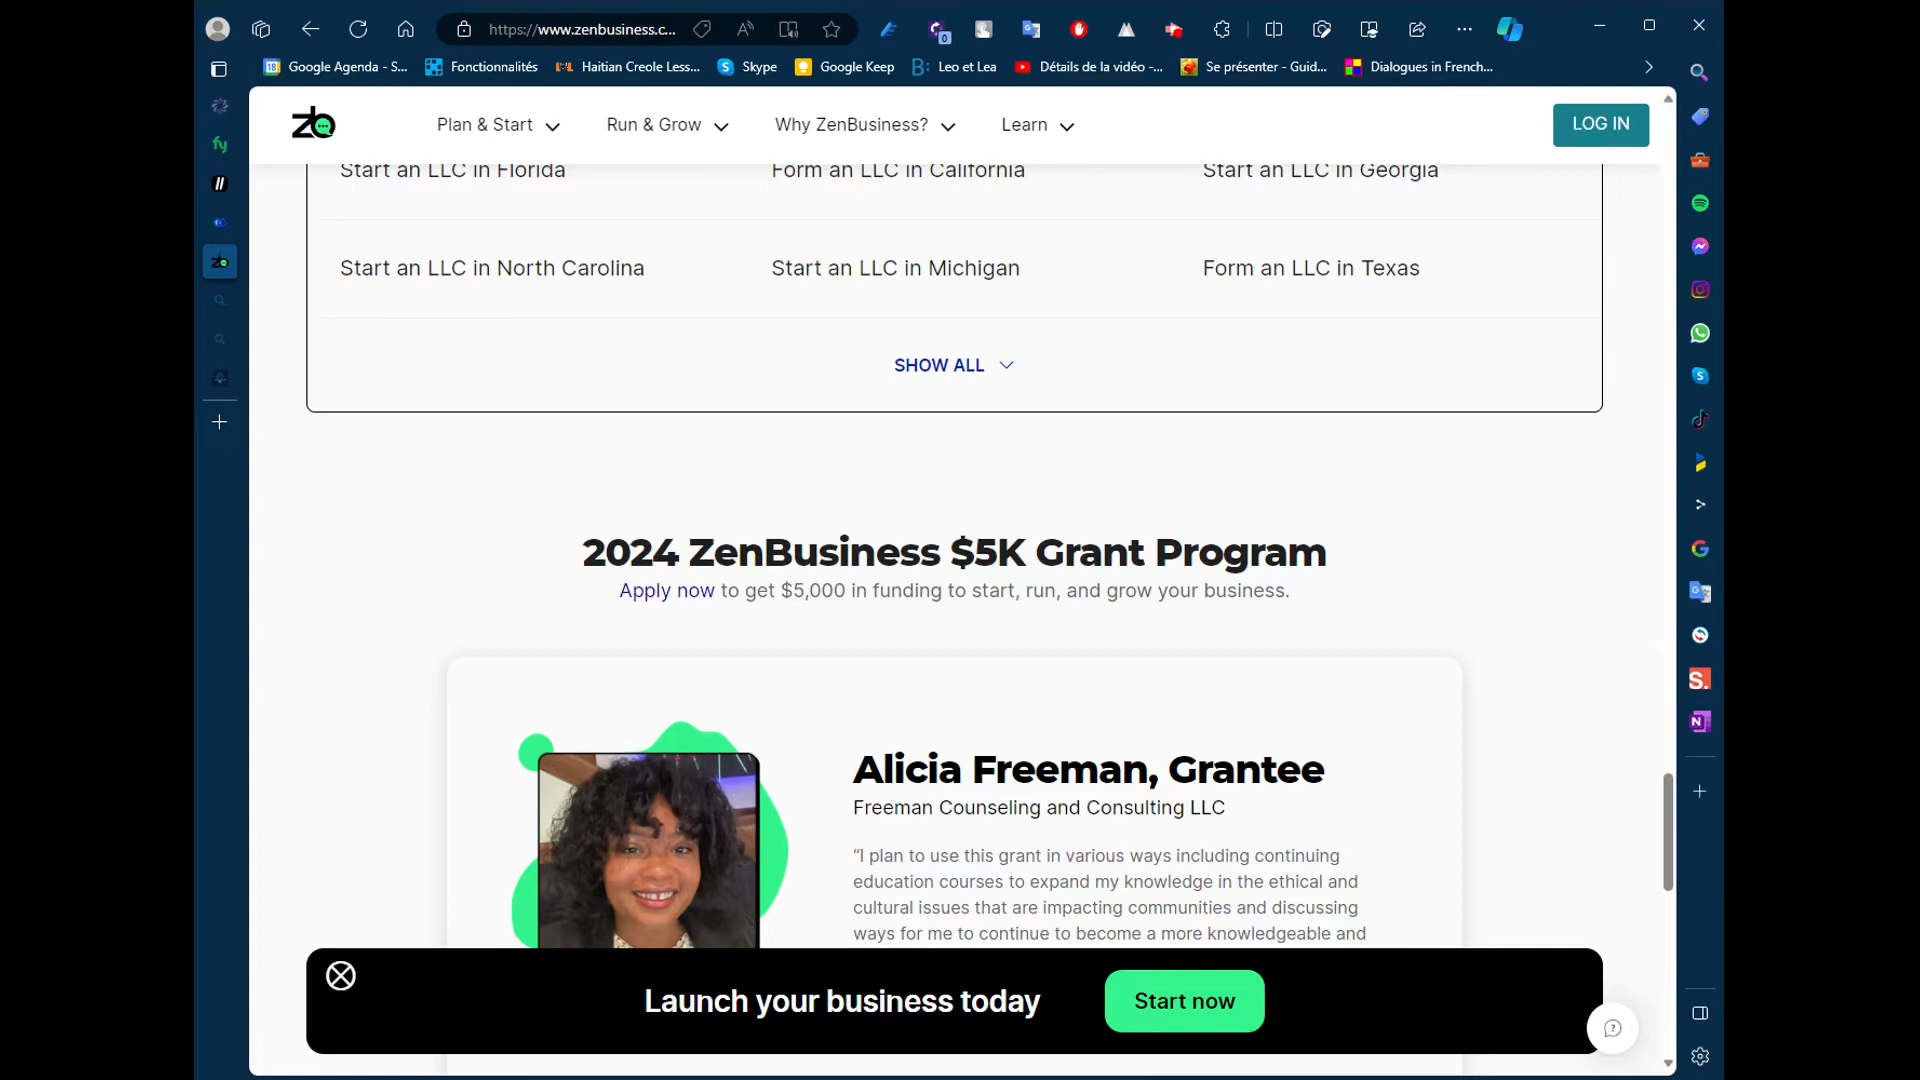 https://www.zenbusiness.c...
Google Agenda - S...
Fonctionnalités
Haitian Creole Less...
Skype
Google Keep
Leo et Lea
Détails de la vidéo -...
Se présenter - Guid...
Dialogues in French...
Plan & Start
Run & Grow
Why ZenBusiness?
Learn
LOG IN
Start an LLC in Florida
Form an LLC in California
Start an LLC in Georgia
Start an LLC in North Carolina
Start an LLC in Michigan
Form an LLC in Texas
SHOW ALL
2024 ZenBusiness $5K Grant Program
Apply now to get $5,000 in funding to start, run, and grow your business.
Alicia Freeman, Grantee
Freeman Counseling and Consulting LLC
“I plan to use this grant in various ways including continuing
education courses to expand my knowledge in the ethical and
cultural issues that are impacting communities and discussing
ways for me to continue to become a more knowledgeable and
Launch your business today
Start now